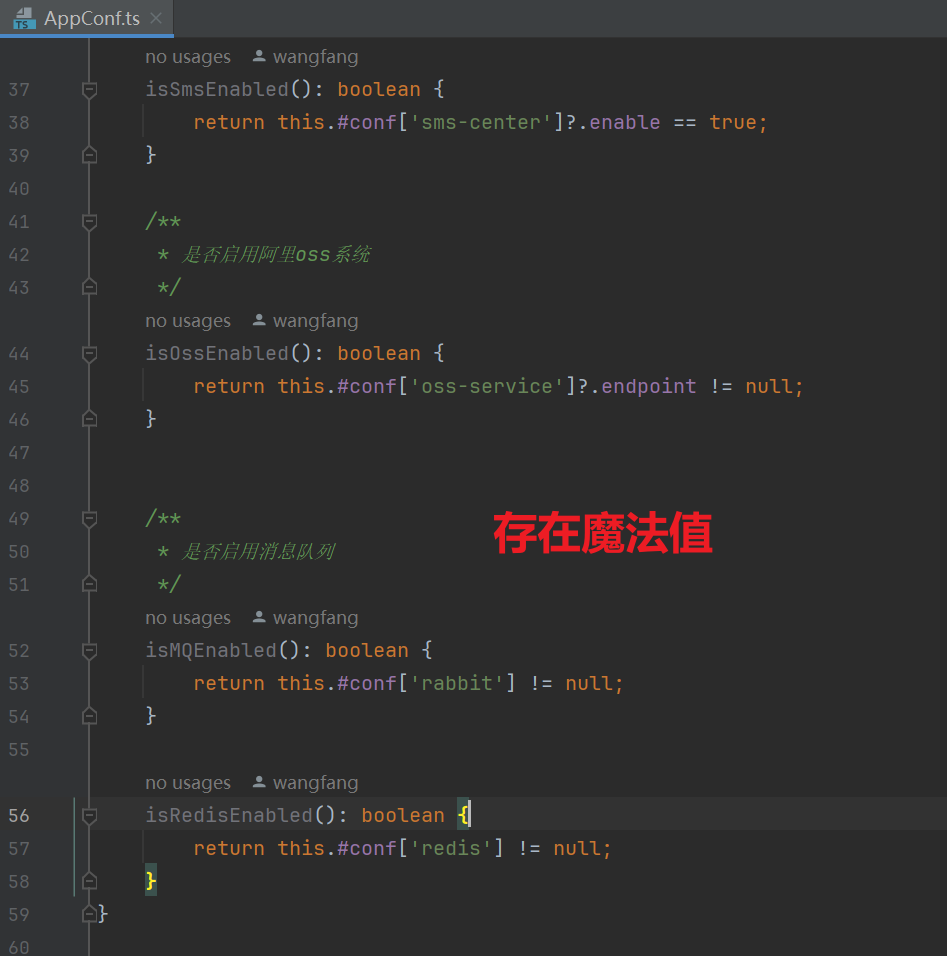 AppConf.ts
no usages wangfang
37 isSmsEnabled(): boolean {
38 return this.#conf['sms-center']?.enable == true;
39 }
40
41 /**
42 * 是否启用阿里oss系统
43 */
no usages wangfang
44 isOssEnabled(): boolean {
45 return this.#conf['oss-service']?.endpoint != null;
46 }
47
48
49 /**
存在魔法值
50 * 是否启用消息队列
51 */
no usages wangfang
52 isMQEnabled(): boolean {
53 return this.#conf['rabbit'] != null;
54 }
55
no usages wangfang
56 isRedisEnabled(): boolean {
57 return this.#conf['redis'] != null;
58 }
59 }
60